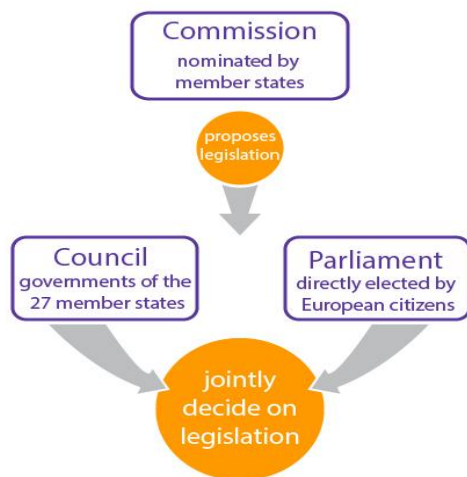 Commission
nominated by
member states
proposes
legislation
Council
governments of the
27 member states
Parliament
directly elected by
European citizens
jointly
decide on
legislation